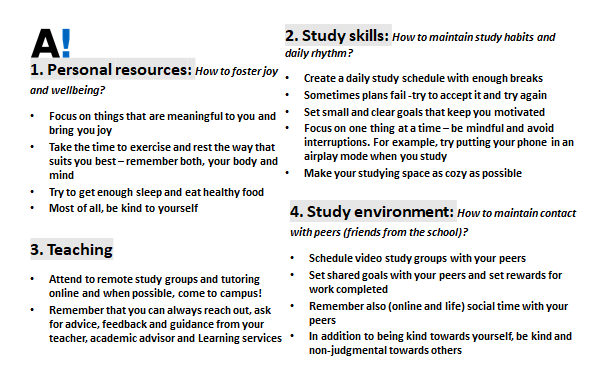 A!
1. Personal resources: How to foster joy
and wellbeing?
• Focus on things that are meaningful to you and
bring you joy
• Take the time to exercise and rest the way that
suits you best – remember both, your body and
mind
• Try to get enough sleep and eat healthy food
• Most of all, be kind to yourself
2. Study skills: How to maintain study habits and
daily rhythm?
• Create a daily study schedule with enough breaks
• Sometimes plans fail -try to accept it and try again
• Set small and clear goals that keep you motivated
• Focus on one thing at a time – be mindful and avoid
interruptions. For example, try putting your phone in an
airplay mode when you study
• Make your studying space as cozy as possible
3. Teaching
• Attend to remote study groups and tutoring
online and when possible, come to campus!
• Remember that you can always reach out, ask
for advice, feedback and guidance from your
teacher, academic advisor and Learning services
4. Study environment: How to maintain contact
with peers (friends from the school)?
• Schedule video study groups with your peers
• Set shared goals with your peers and set rewards for
work completed
• Remember also (online and life) social time with your
peers
• In addition to being kind towards yourself, be kind and
non-judgmental towards others